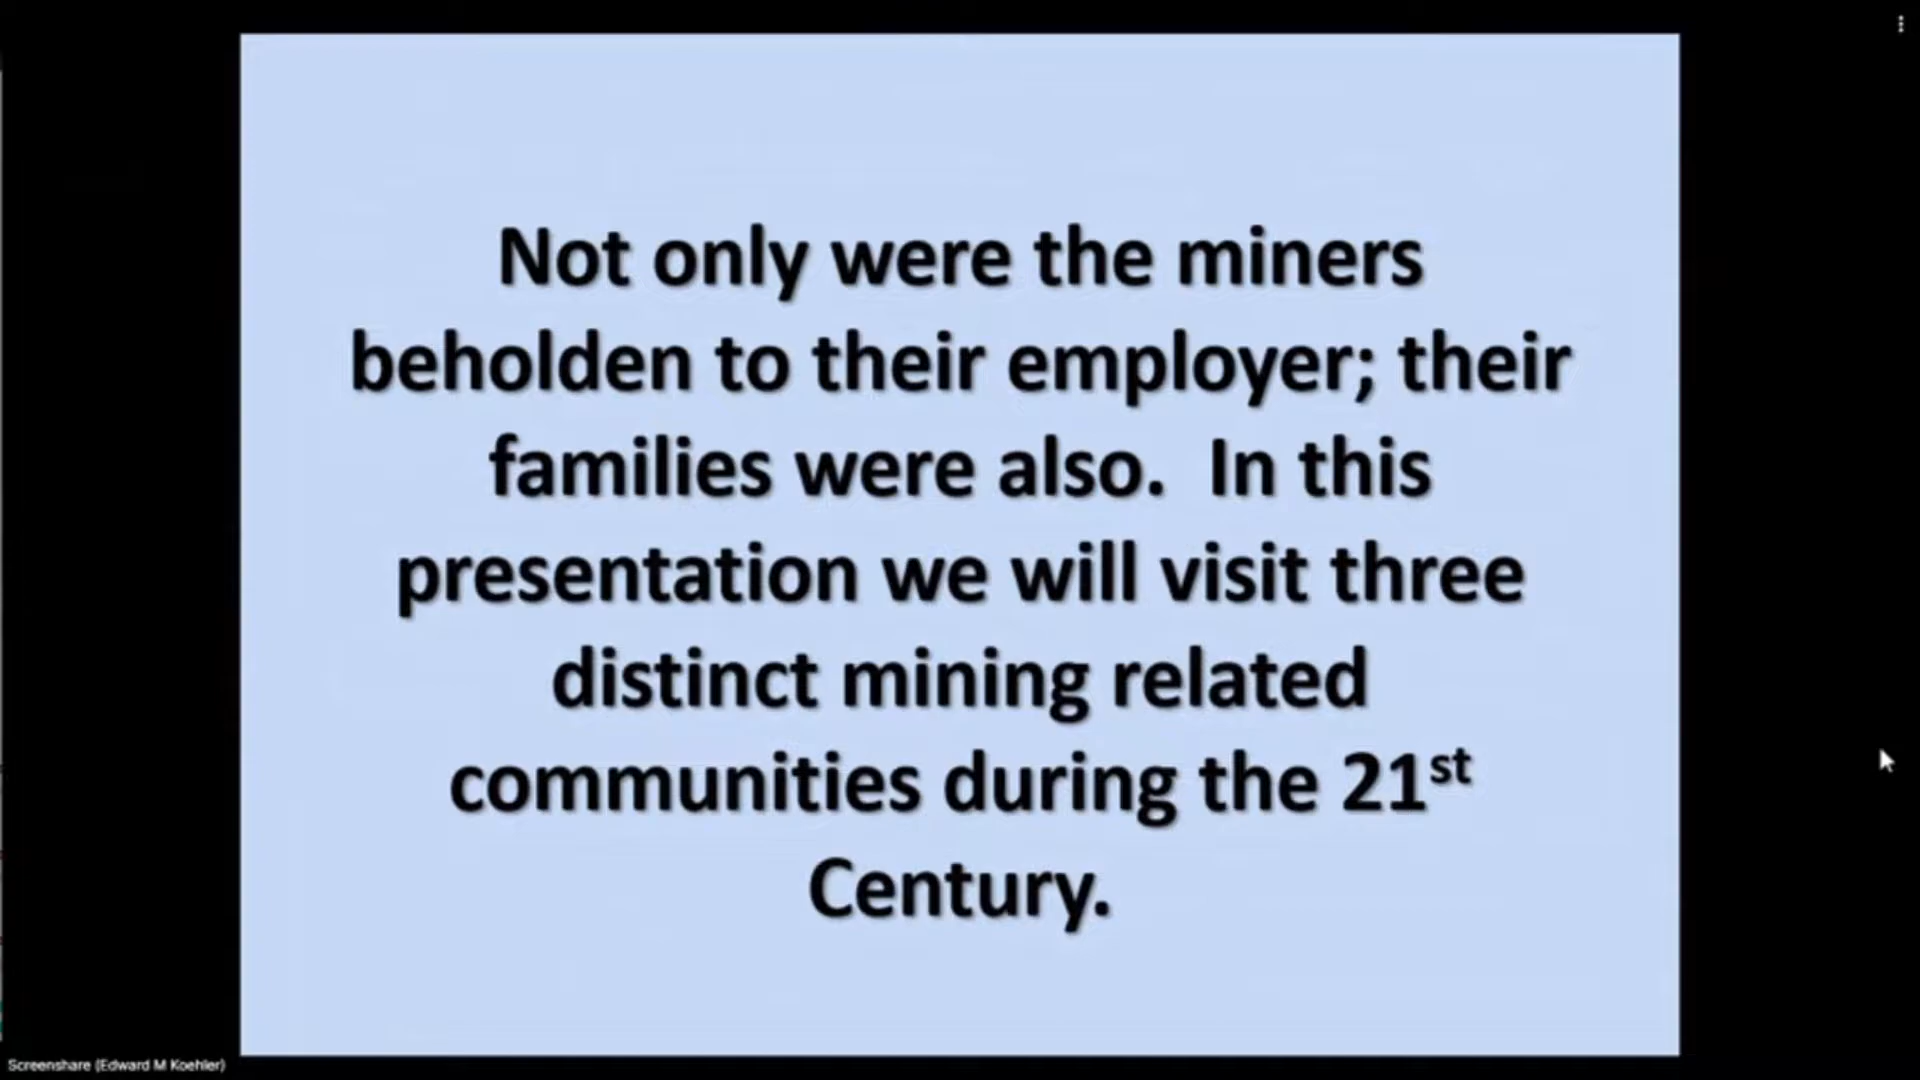 Not only were the miners
beholden to their employer; their
families were also.  In this
presentation we will visit three
distinct mining related
communities during the 21st
Century.
Screenshare (Edward M Koehler)